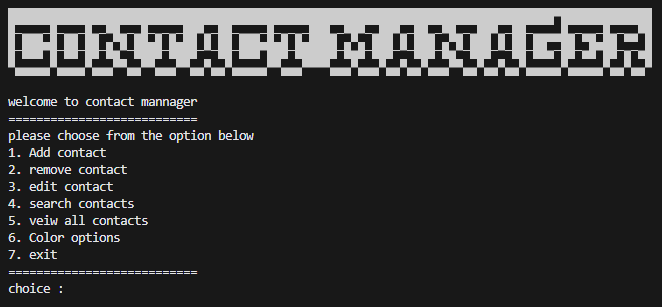 CONTACT MANAGER
welcome to contact mannager
===========================
please choose from the option below
1. Add contact
2. remove contact
3. edit contact
4. search contacts
5. veiw all contacts
6. Color options
7. exit
===========================
choice :